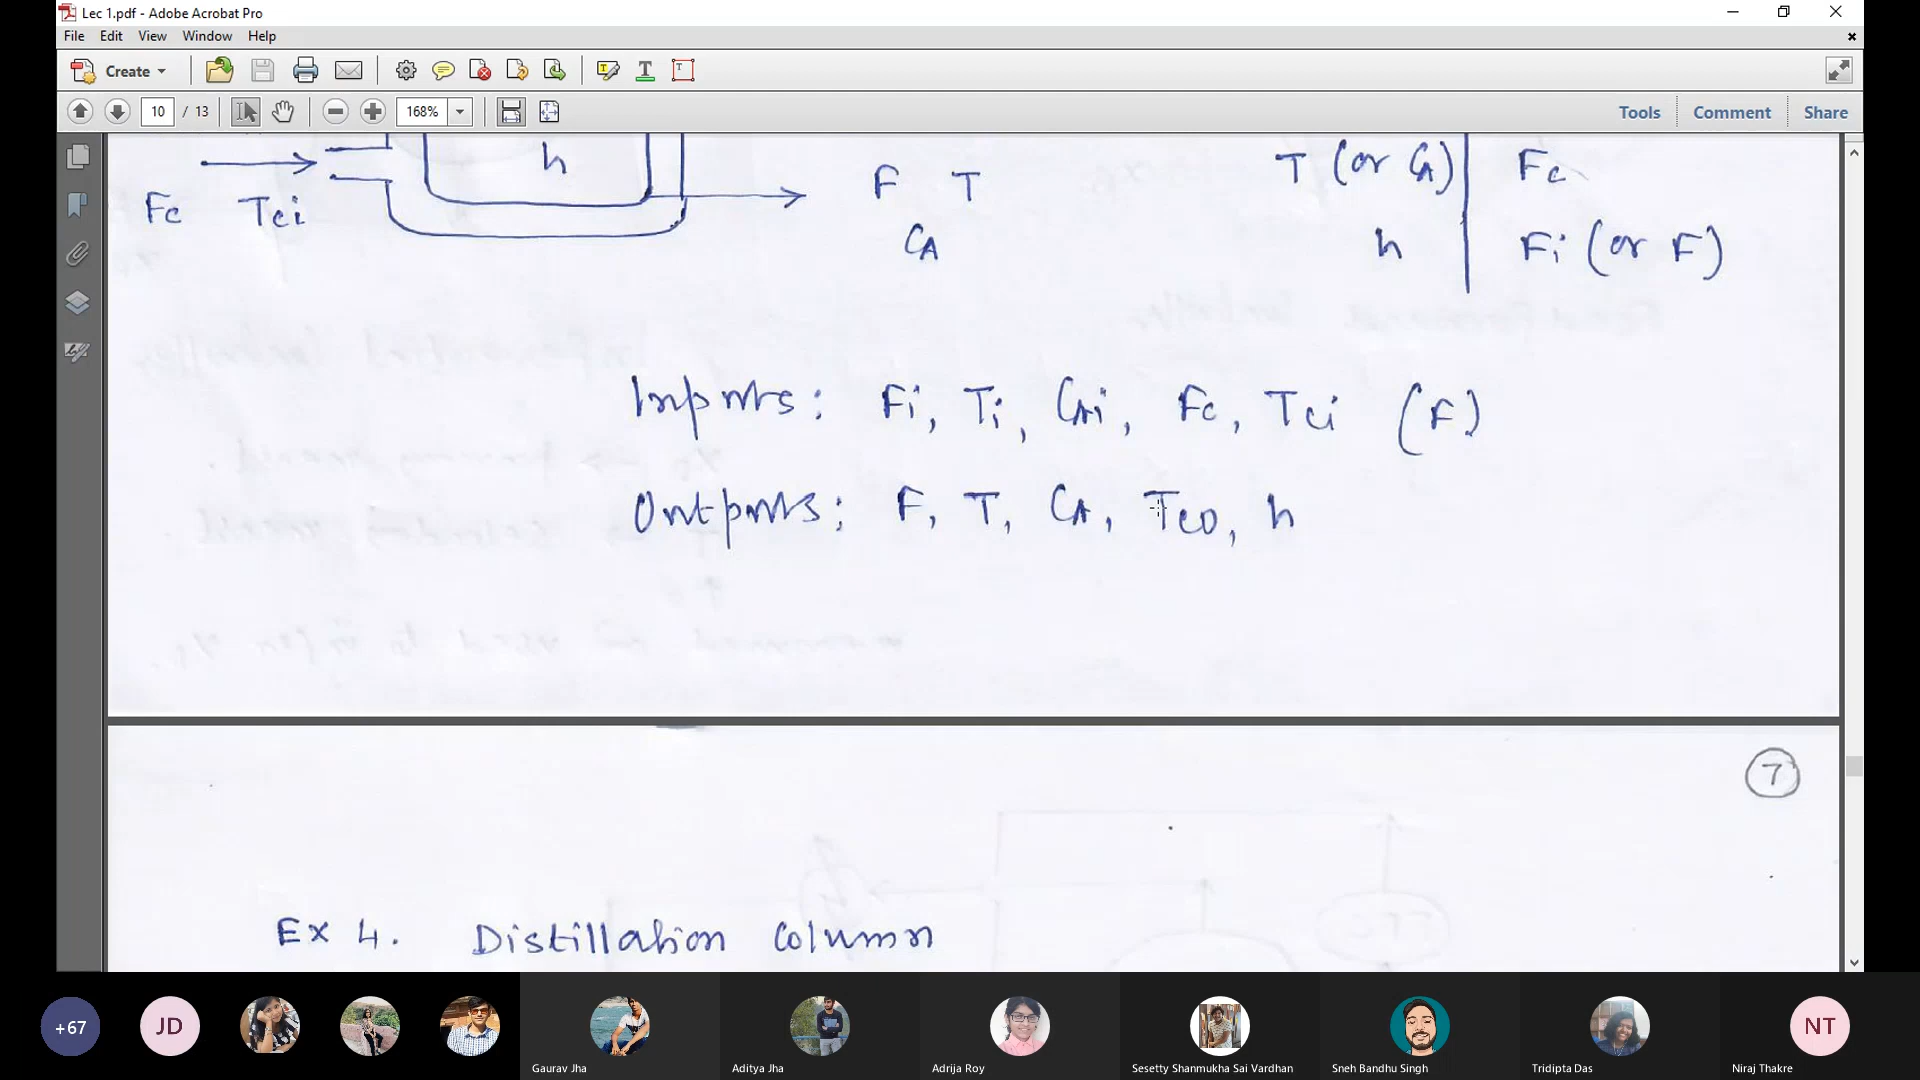 Lec 1.pdf - Adobe Acrobat Pro
File Edit View Window Help
Create
10 / 13 168% Tools Comment Share
h
T (or CA) Fc
Fc Tci
F T
CA
h Fi (or F)
Inputs: Fi, Ti, CAi, Fc, Tci (F)
Outputs: F, T, CA, Tco, h
7
Ex 4. Distillation Column
+67 JD NT
Gaurav Jha Aditya Jha Adrija Roy Sesetty Shanmukha Sai Vardhan Sneh Bandhu Singh Tridipta Das Niraj Thakre